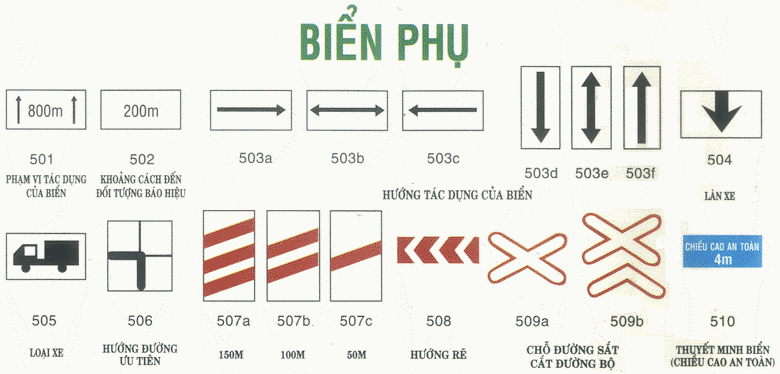 BIỂN PHỤ
800m
200m
501
502
503a
503b
503c
503d
503e
503f
504
PHẠM VI TÁC DỤNG
CỦA BIỂN
KHOẢNG CÁCH ĐẾN
ĐỐI TƯỢNG BÁO HIỆU
HƯỚNG TÁC DỤNG CỦA BIỂN
LÀN XE
CHIỀU CAO AN TOÀN
4m
505
506
507a
507b
507c
508
509a
509b
510
LOẠI XE
HƯỚNG ĐƯỜNG
ƯU TIÊN
150M
100M
50M
HƯỚNG RẼ
CHỖ ĐƯỜNG SẮT
CẮT ĐƯỜNG BỘ
THUYẾT MINH BIỂN
(CHIỀU CAO AN TOÀN)